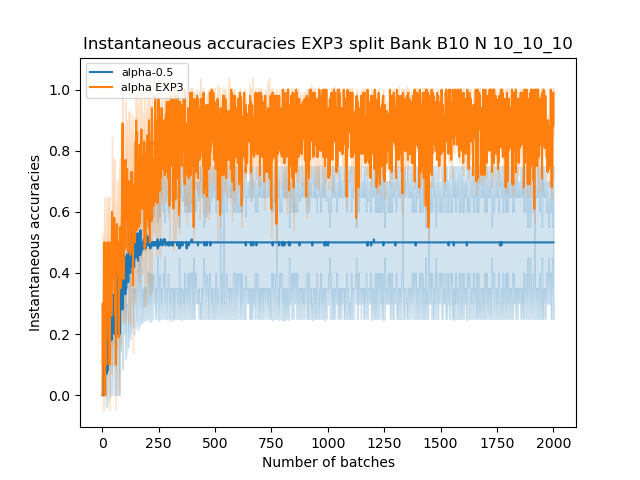 Instantaneous accuracies EXP3 split Bank B10 N 10_10_10
alpha-0.5
alpha EXP3
1.0
0.8
0.6
0.4
0.2
0.0
Instantaneous accuracies
0 250 500 750 1000 1250 1500 1750 2000
Number of batches